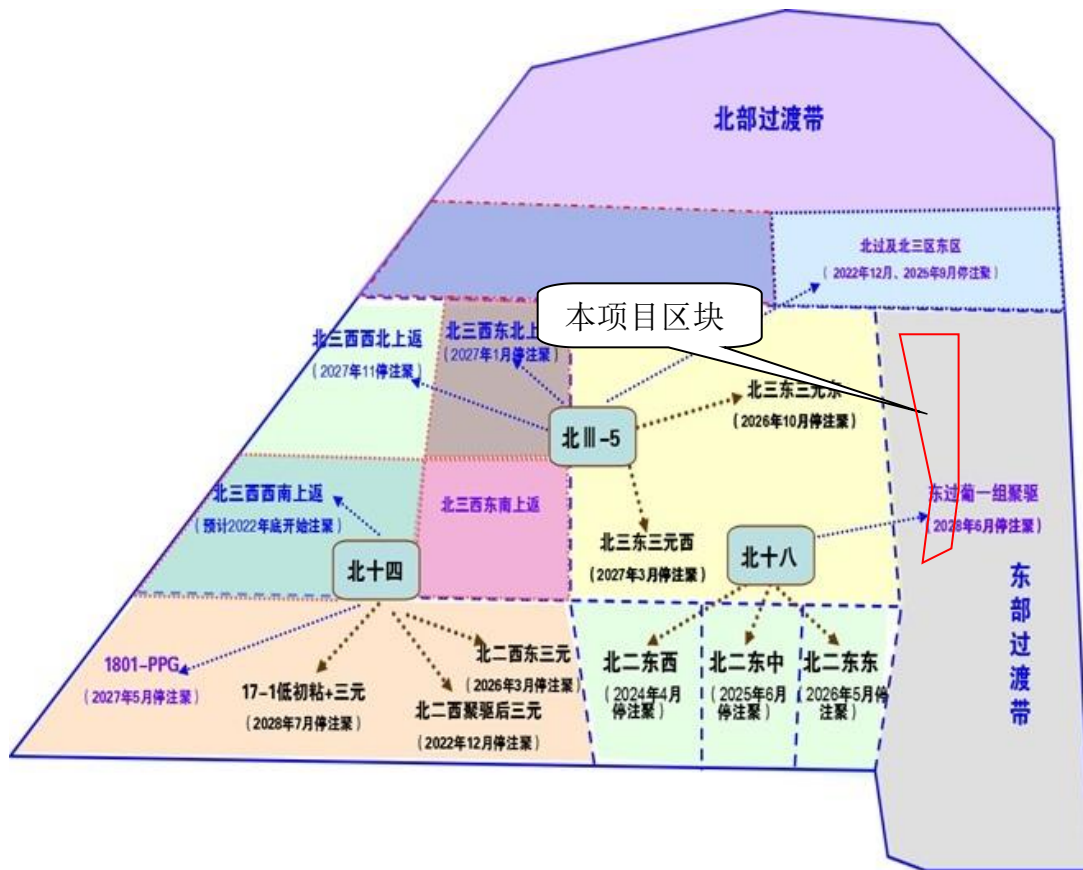 北部过渡带
北过及北三区东区
（2022年12月、2025年9月停注聚）
本项目区块
北三西西北上返
（2027年11停注聚）
北三西东北上
（2027年1月停注聚）
北三东三元东
（2026年10月停注聚）
北Ⅲ-5
北三西西南上返
（预计2022年底开始注聚）
北三西东南上返
东过葡一组聚驱
（2028年6月停注聚）
北三东三元西
（2027年3月停注聚）
北十四
北十八
东部过渡带
1801-PPG
（2027年5月停注聚）
17-1低初粘+三元
（2028年7月停注聚）
北二西东三元
（2026年3月停注聚）
北二西聚驱后三元
（2022年12月停注聚）
北二东西
（2024年4月
停注聚）
北二东中
（2025年6月
停注聚）
北二东东
（2026年5月停
注聚）